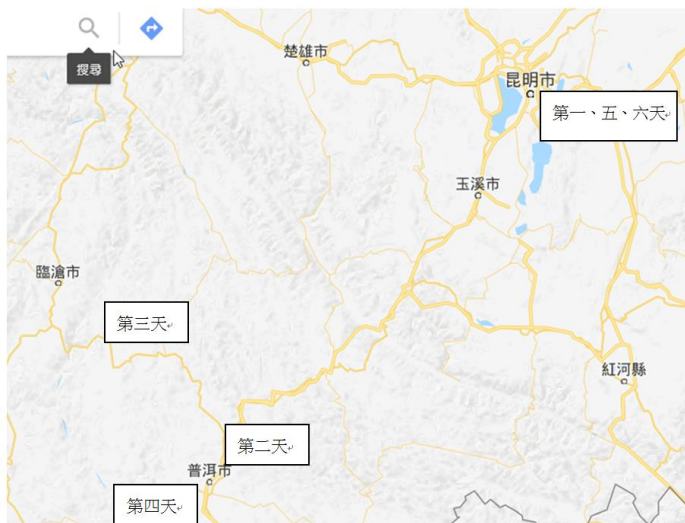 楚雄市
搜尋
昆明市
第一、五、六天
玉溪市
臨滄市
第三天
紅河縣
第二天
普洱市
第四天